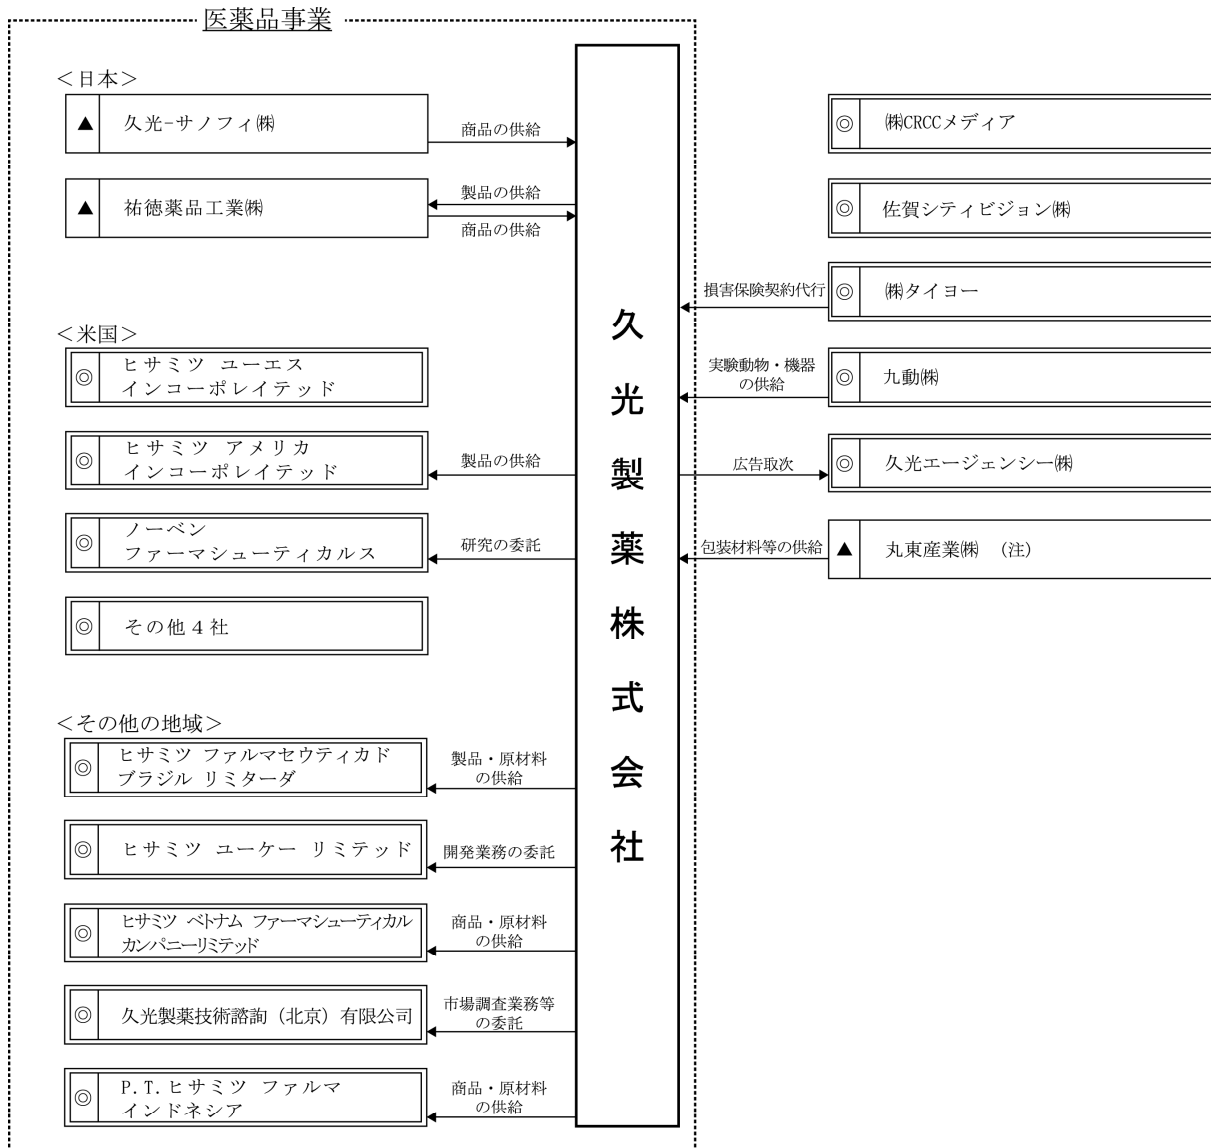 医薬品事業
＜日本＞
▲ 久光-サノフィ㈱
商品の供給
▲ 祐徳薬品工業㈱
製品の供給
商品の供給
＜米国＞
◎ ヒサミツ ユーエス
インコーポレイテッド
◎ ヒサミツ アメリカ
インコーポレイテッド
製品の供給
◎ ノーベン
ファーマシューティカルス
研究の委託
◎ その他４社
＜その他の地域＞
◎ ヒサミツ ファルマセウティカド
ブラジル リミターダ
製品・原材料
の供給
◎ ヒサミツ ユーケー リミテッド
開発業務の委託
◎ ヒサミツ ベトナム ファーマシューティカル
カンパニーリミテッド
商品・原材料
の供給
◎ 久光製薬技術諮詢（北京）有限公司
市場調査業務等
の委託
◎ P.T.ヒサミツ ファルマ
インドネシア
商品・原材料
の供給
久光製薬株式会社
◎ ㈱CRCCメディア
◎ 佐賀シティビジョン㈱
損害保険契約代行
◎ ㈱タイヨー
実験動物・機器
の供給
◎ 九動㈱
広告取次
◎ 久光エージェンシー㈱
包装材料等の供給
▲ 丸東産業㈱ （注）